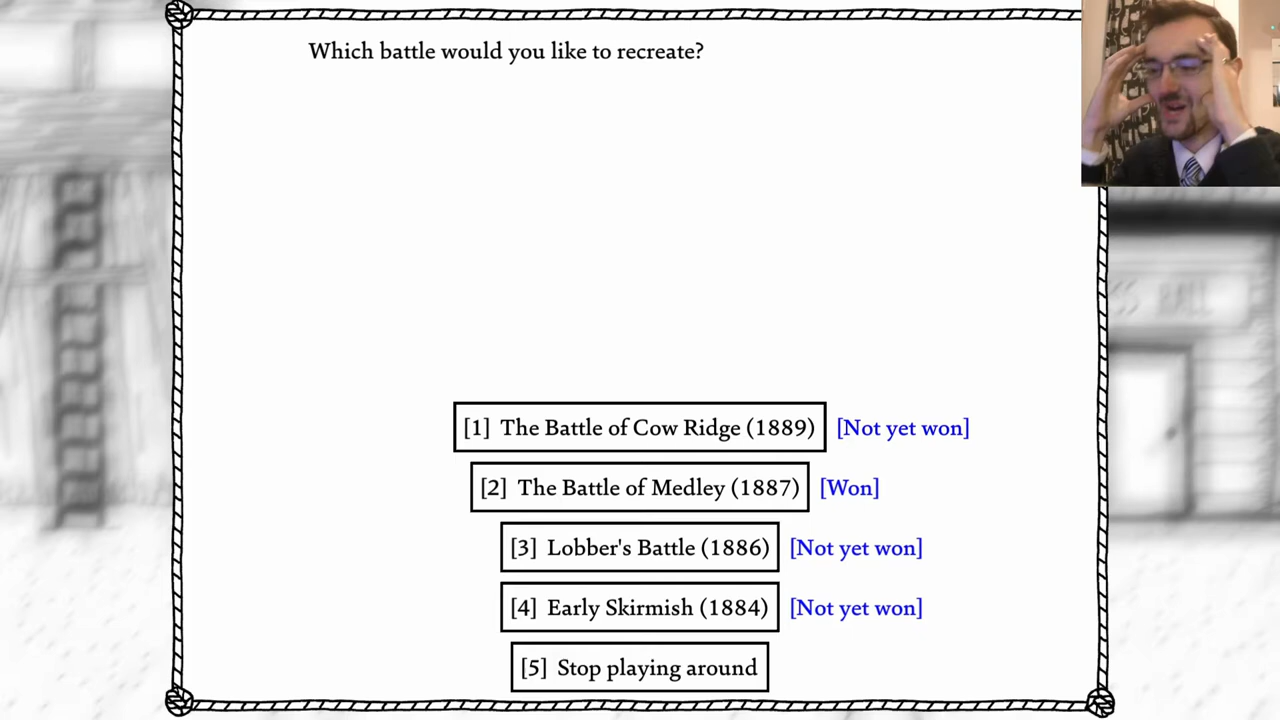 Which battle would you like to recreate?
[1] The Battle of Cow Ridge (1889) [Not yet won]
[2] The Battle of Medley (1887) [Won]
[3] Lobber's Battle (1886) [Not yet won]
[4] Early Skirmish (1884) [Not yet won]
[5] Stop playing around